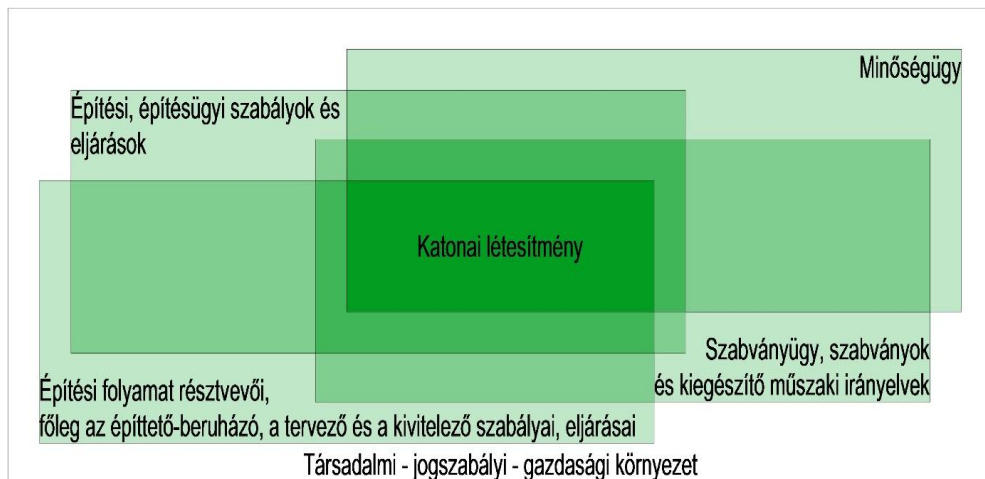 Minőségügy
Építési, építésügyi szabályok és
eljárások
Katonai létesítmény
Szabványügy, szabványok
és kiegészítő műszaki irányelvek
Építési folyamat résztvevői,
főleg az építtető-beruházó, a tervező és a kivitelező szabályai, eljárásai
Társadalmi - jogszabályi - gazdasági környezet